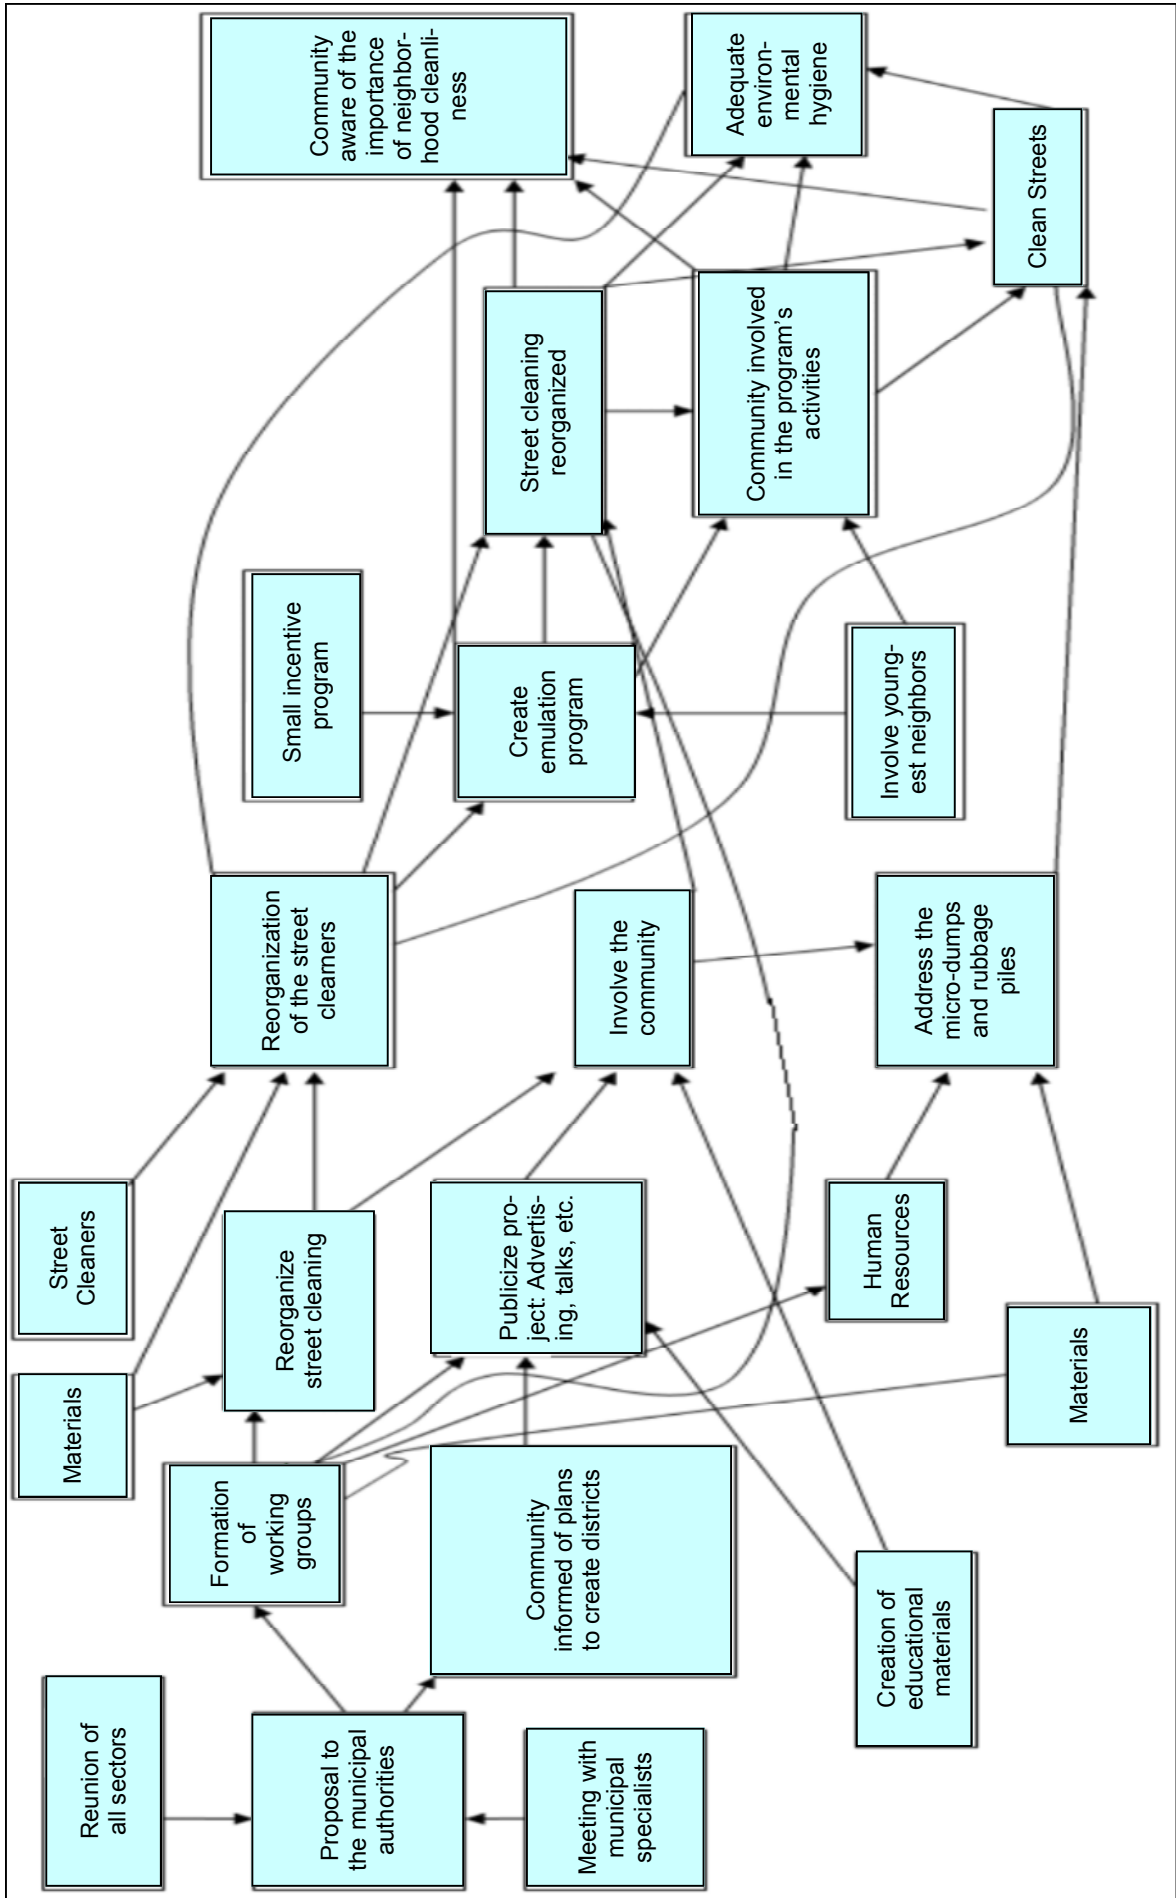 Reunion of
all sectors
Proposal to
the municipal
authorities
Meeting with
municipal
specialists
Materials
Formation
of
working
groups
Community
informed of plans
to create districts
Creation of
educational
materials
Street
Cleaners
Reorganize
street cleaning
Publicize pro-
ject: Advertis-
ing, talks, etc.
Human
Resources
Materials
Reorganization
of the street
cleamers
Involve the
community
Address the
micro-dumps
and rubbage
piles
Small incentive
program
Create
emulation
program
Involve young-
est neighbors
Street cleaning
reorganized
Community involved
in the program's
activities
Community
aware of the
importance
of neighbor-
hood cleanli-
ness
Adequate
environ-
mental
hygiene
Clean Streets